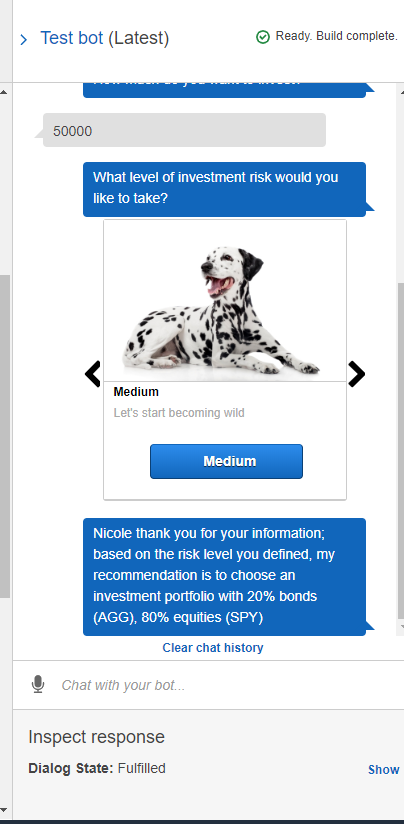 Test bot (Latest)
Ready. Build complete.
50000
What level of investment risk would you
like to take?
Medium
Let's start becoming wild
Medium
Nicole thank you for your information;
based on the risk level you defined, my
recommendation is to choose an
investment portfolio with 20% bonds
(AGG), 80% equities (SPY)
Clear chat history
Chat with your bot...
Inspect response
Dialog State: Fulfilled
Show